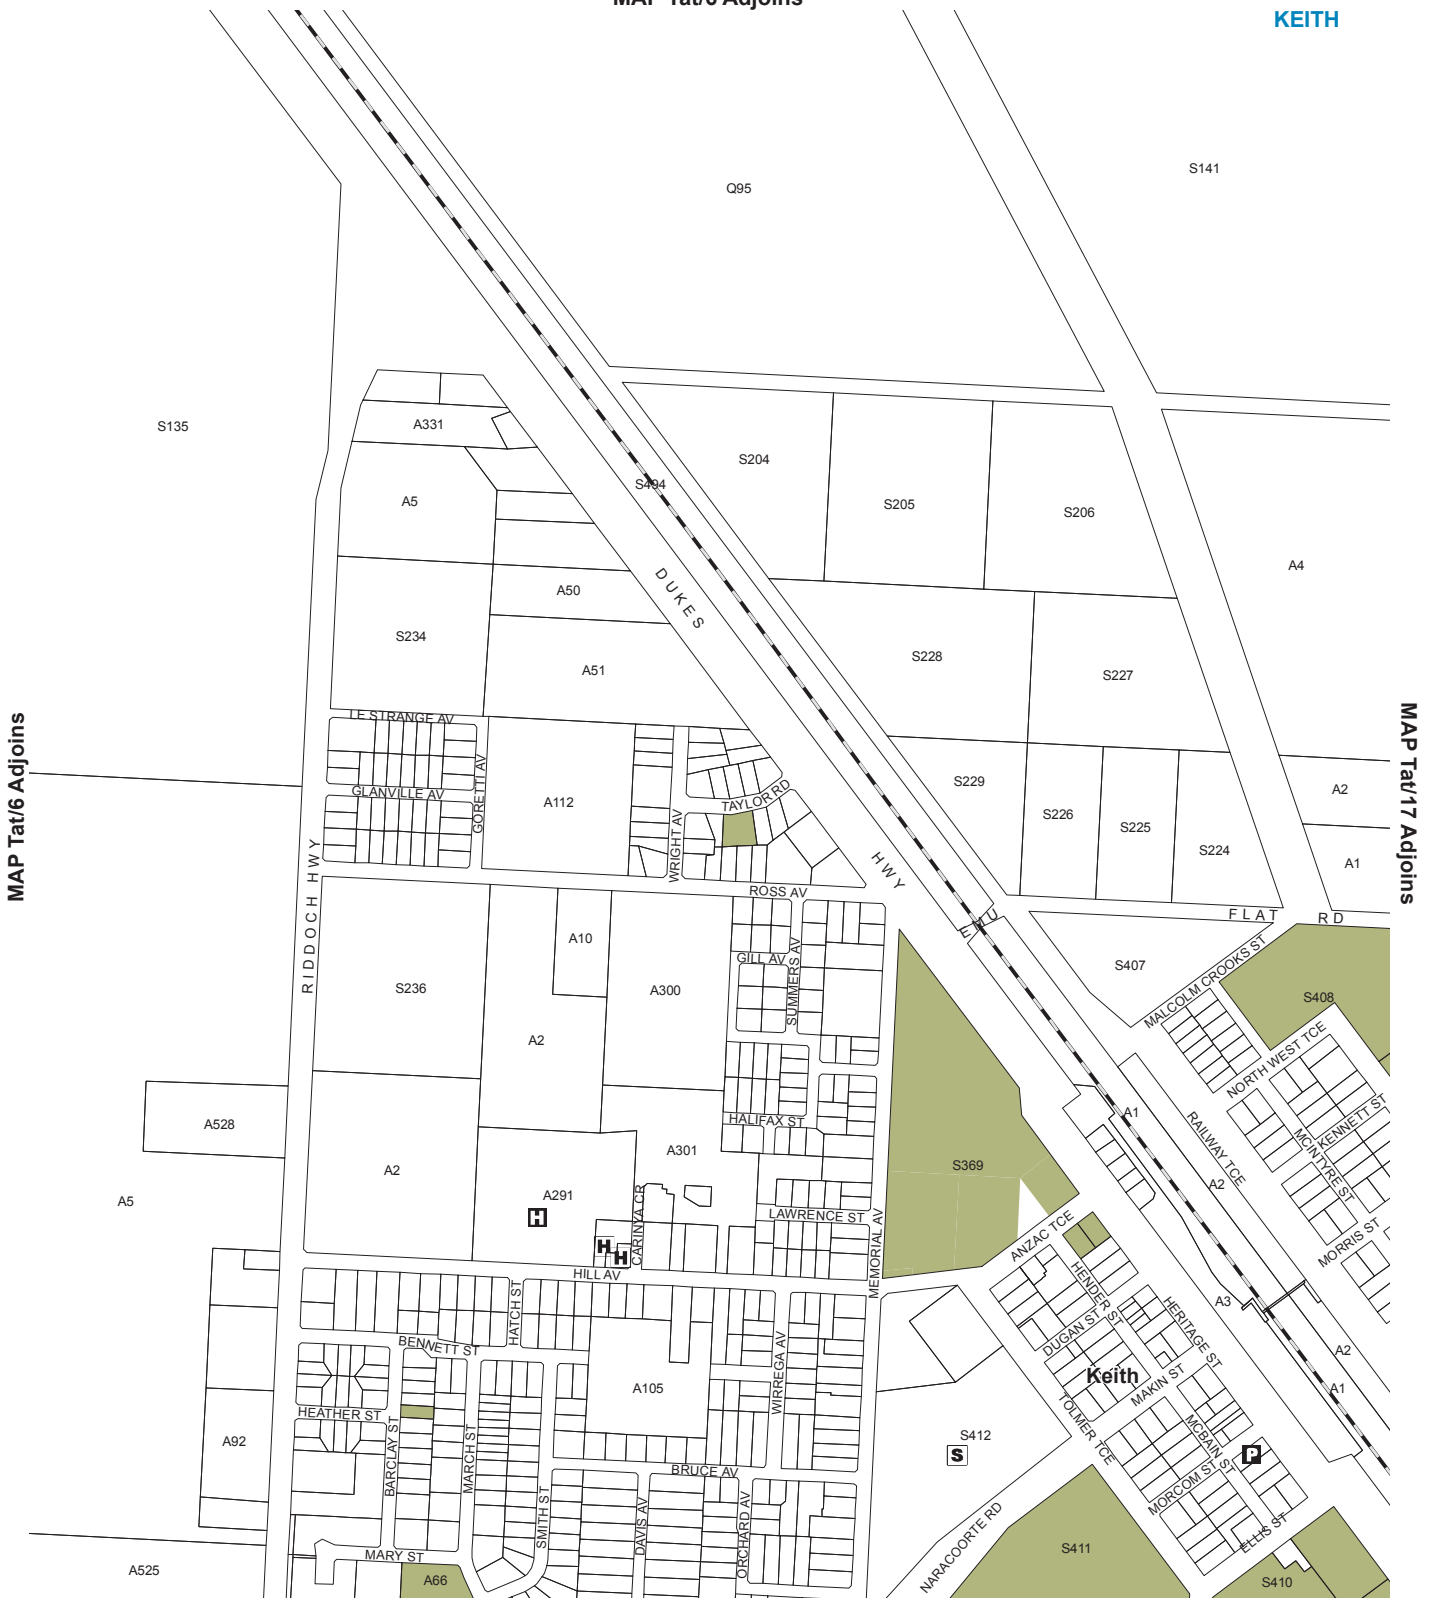 MAP Tat/6 Adjoins
KEITH
S141
Q95
S135
A331
S204
S494
S205
S206
A5
A4
A50
DUKES
S234
S228
A51
S227
LE STRANGE AV
MAP Tat/6 Adjoins
MAP Tat/17 Adjoins
GORETTI AV
GLANVILLE AV
A112
TAYLOR RD
WRIGHT AV
S229
A2
S226
S225
S224
A1
HWY
ROSS AV
RIDDOCH HWY
EMU
FLAT RD
A10
GILL AV
SUMMERS AV
S407
MALCOLM CROOKS ST
S236
A300
S408
A2
NORTH WEST TCE
A1
RAILWAY TCE
KENNETT ST
MCINTYRE ST
A528
HALIFAX ST
A301
S369
A2
A5
A2
A291
H
CARINYA CR
LAWRENCE ST
MEMORIAL AV
ANZAC TCE
MORRIS ST
H
H
HILL AV
HENDER ST
A3
HATCH ST
DUGAN ST
HERITAGE ST
BENNETT ST
WIRREGA AV
A2
Keith
MAKIN ST
A1
A105
HEATHER ST
TOLMER TCE
BARCLAY ST
MARCH ST
A92
S412
S
MCBAIN ST
P
BRUCE AV
MORCOM ST
SMITH ST
DAVIS AV
ORCHARD AV
NARACOORTE RD
ELLIS ST
MARY ST
S411
A525
A66
S410